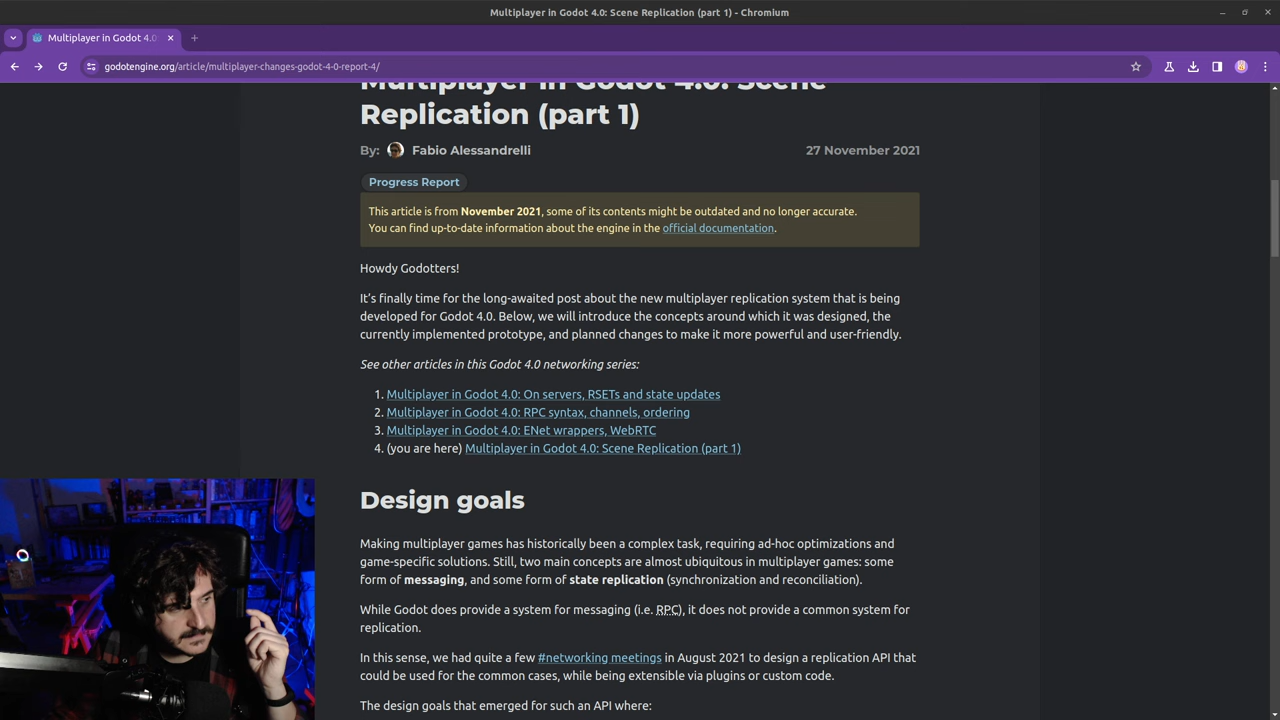 Multiplayer in Godot 4.0: Scene Replication (part 1) - Chromium
Multiplayer in Godot 4.0:
godotengine.org/article/multiplayer-changes-godot-4-0-report-4/
Multiplayer in Godot 4.0: Scene
Replication (part 1)
By: Fabio Alessandrelli 27 November 2021
Progress Report
This article is from November 2021, some of its contents might be outdated and no longer accurate.
You can find up-to-date information about the engine in the official documentation.
Howdy Godotters!
It's finally time for the long-awaited post about the new multiplayer replication system that is being
developed for Godot 4.0. Below, we will introduce the concepts around which it was designed, the
currently implemented prototype, and planned changes to make it more powerful and user-friendly.
See other articles in this Godot 4.0 networking series:
1. Multiplayer in Godot 4.0: On servers, RSETs and state updates
2. Multiplayer in Godot 4.0: RPC syntax, channels, ordering
3. Multiplayer in Godot 4.0: ENet wrappers, WebRTC
4. (you are here) Multiplayer in Godot 4.0: Scene Replication (part 1)
Design goals
Making multiplayer games has historically been a complex task, requiring ad-hoc optimizations and
game-specific solutions. Still, two main concepts are almost ubiquitous in multiplayer games: some
form of messaging, and some form of state replication (synchronization and reconciliation).
While Godot does provide a system for messaging (i.e. RPC), it does not provide a common system for
replication.
In this sense, we had quite a few #networking meetings in August 2021 to design a replication API that
could be used for the common cases, while being extensible via plugins or custom code.
The design goals that emerged for such an API where: